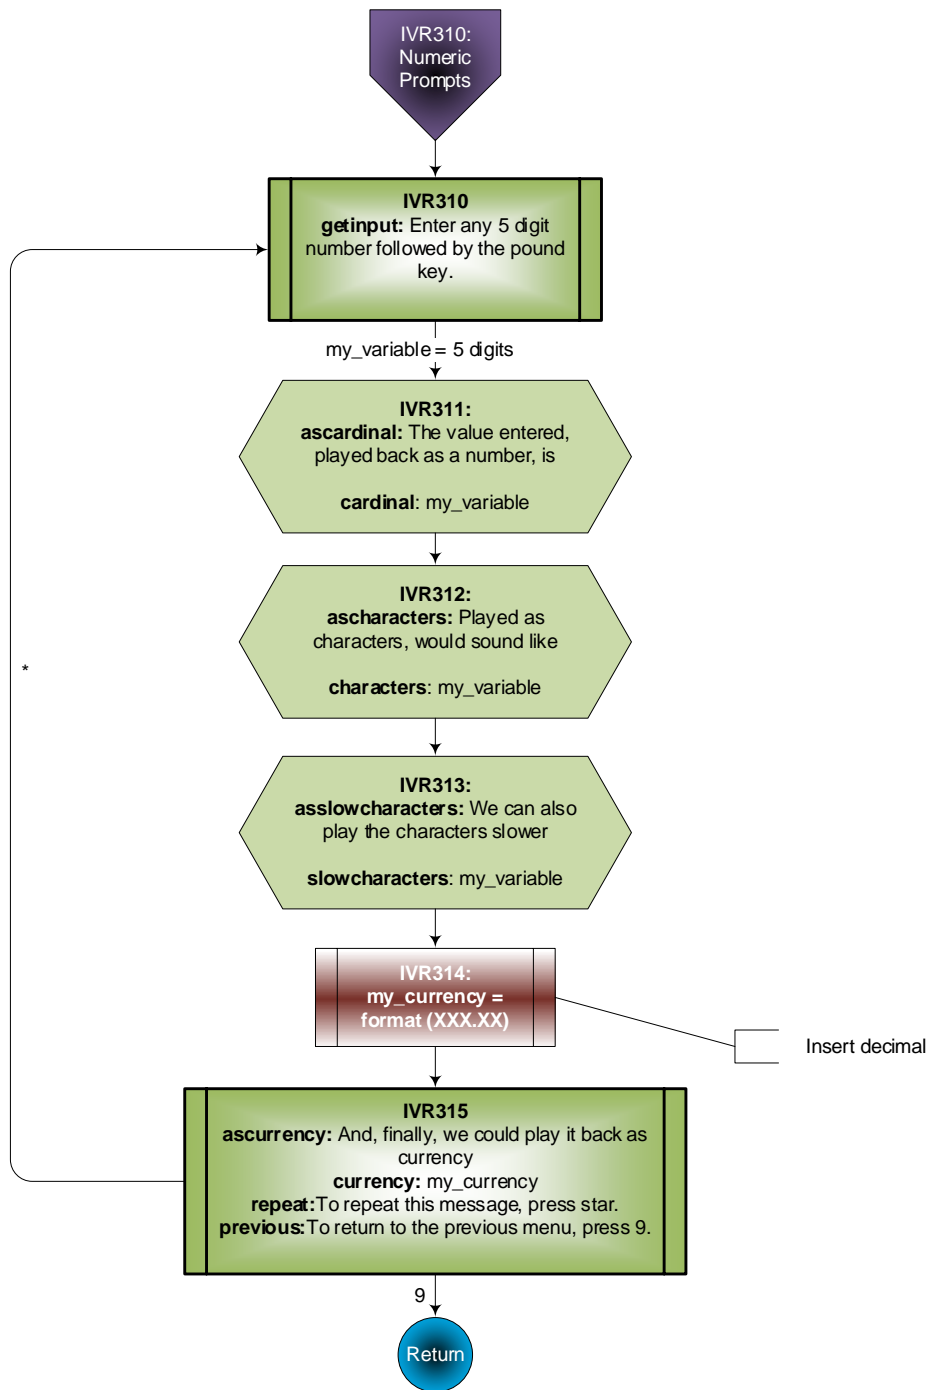 IVR310:
Numeric
Prompts
IVR310
getinput: Enter any 5 digit
number followed by the pound
key.
my_variable = 5 digits
IVR311:
ascardinal: The value entered,
played back as a number, is
cardinal: my_variable
IVR312:
ascharacters: Played as
characters, would sound like
characters: my_variable
*
IVR313:
asslowcharacters: We can also
play the characters slower
slowcharacters: my_variable
IVR314:
my_currency =
format (XXX.XX)
Insert decimal
IVR315
ascurrency: And, finally, we could play it back as
currency
currency: my_currency
repeat:To repeat this message, press star.
previous:To return to the previous menu, press 9.
9
Return